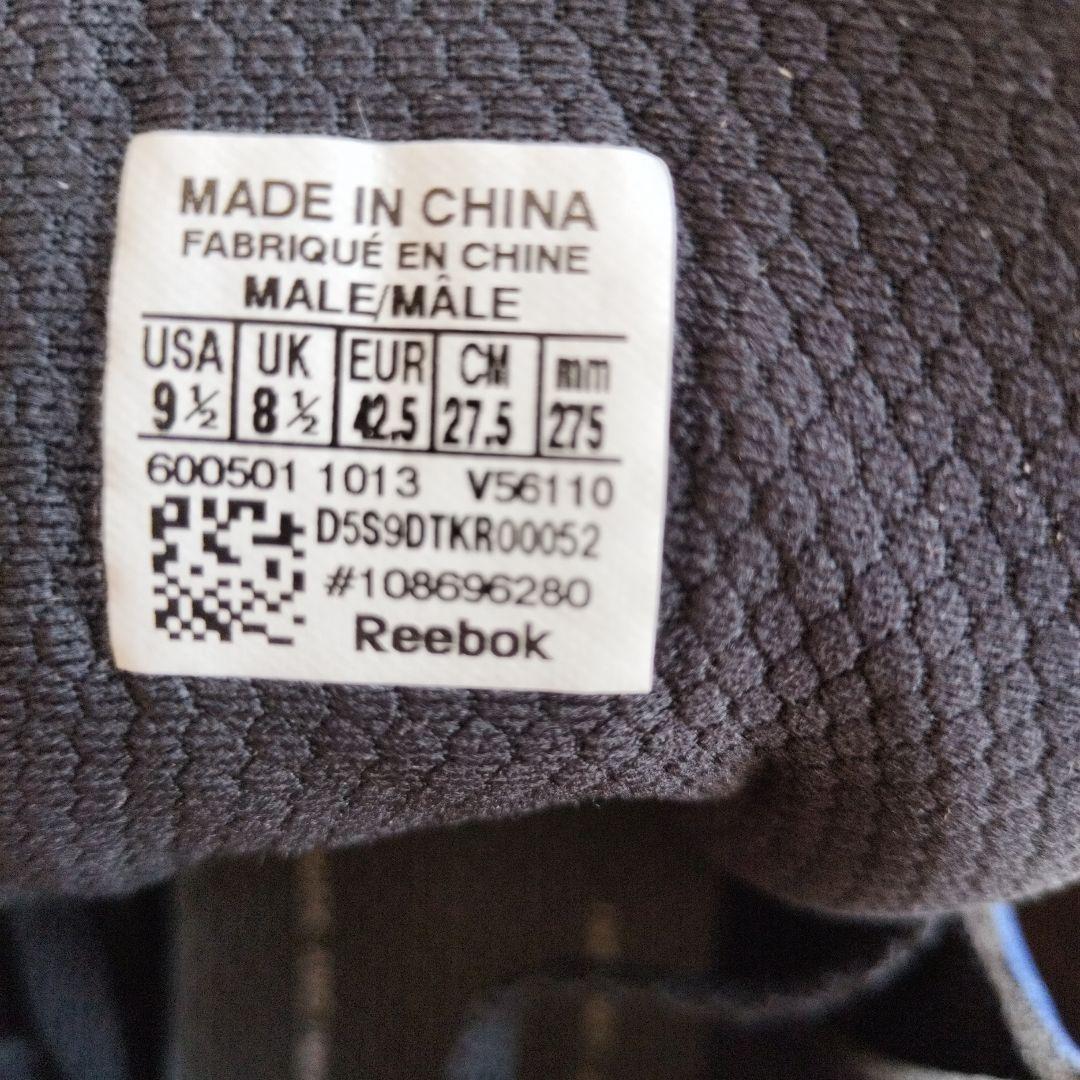 MADE IN CHINA
FABRIQUÉ EN CHINE
MALE/MÂLE
USA UK EUR CM mm
9 ½ 8 ½ 42.5 27.5 275
600501 1013 V56110
D5S9DTKR00052
#108696280
Reebok